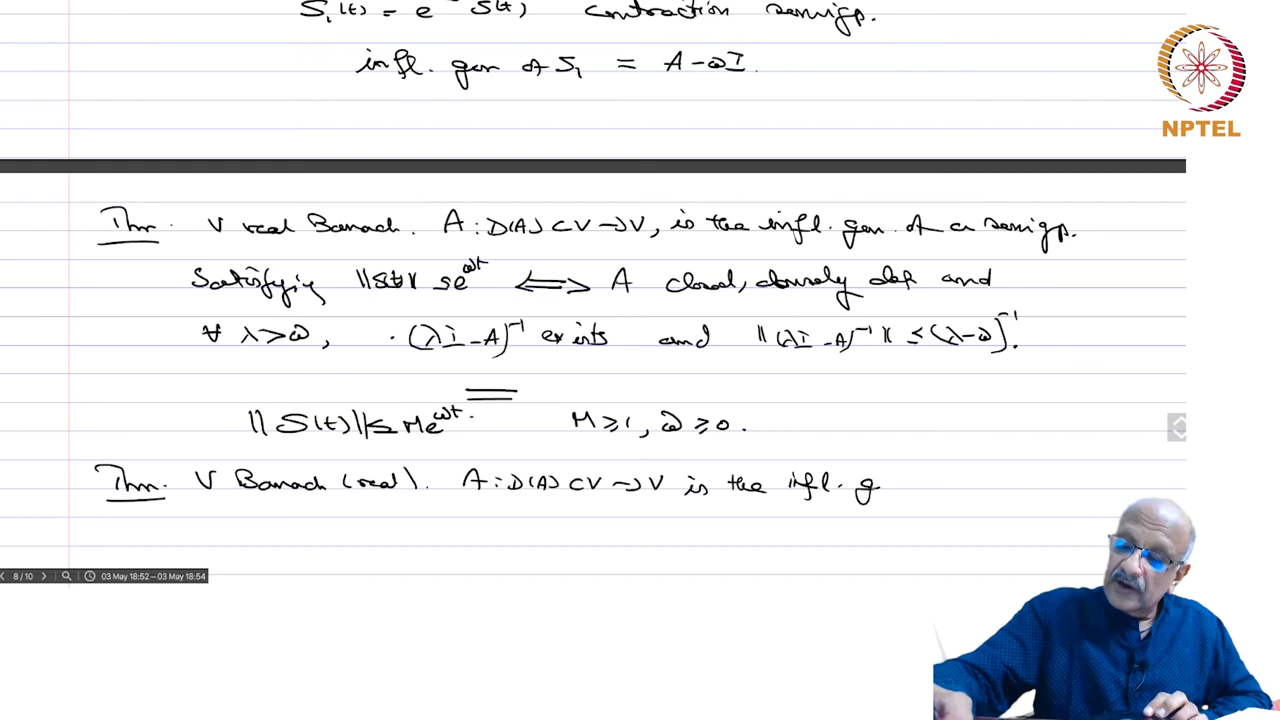 S₁(t) = e S(t) contraction semigp.
infl. gen of S₁ = A-ωI.
NPTEL
Thm. V real Banach. A : D(A) ⊂ V → V, is the infl. gen. of a semigp.
Satisfying ||S(t)|| ≤ e^{ωt} ⟺ A closed, densely def and
∀ λ>ω, (λI-A)^{-1} exists and ||(λI-A)^{-1}|| ≤ (λ-ω)^{-1}.
||S(t)|| ≤ Me^{ωt}. M ≥ 1, ω ≥ 0.
Thm. V Banach (real). A : D(A) ⊂ V → V is the infl. g
8/10 03 May 18:52 – 03 May 18:54